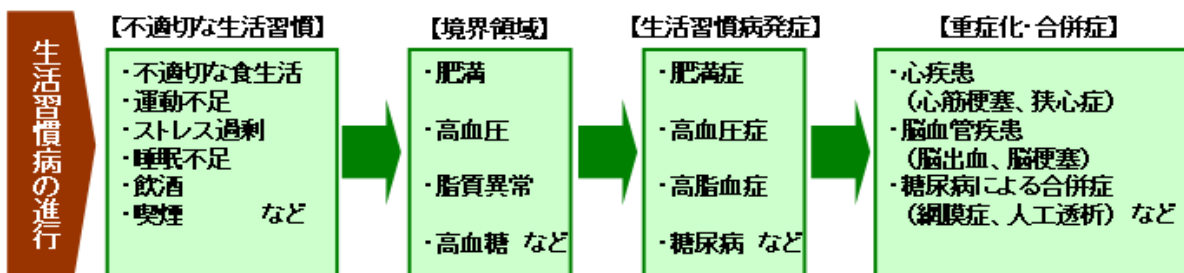 生活習慣病の進行
【不適切な生活習慣】
・不適切な食生活
・運動不足
・ストレス過剰
・睡眠不足
・飲酒
・喫煙　　　など
【境界領域】
・肥満
・高血圧
・脂質異常
・高血糖 など
【生活習慣病発症】
・肥満症
・高血圧症
・高脂血症
・糖尿病 など
【重症化・合併症】
・心疾患
（心筋梗塞、狭心症）
・脳血管疾患
（脳出血、脳梗塞）
・糖尿病による合併症
（網膜症、人工透析）など